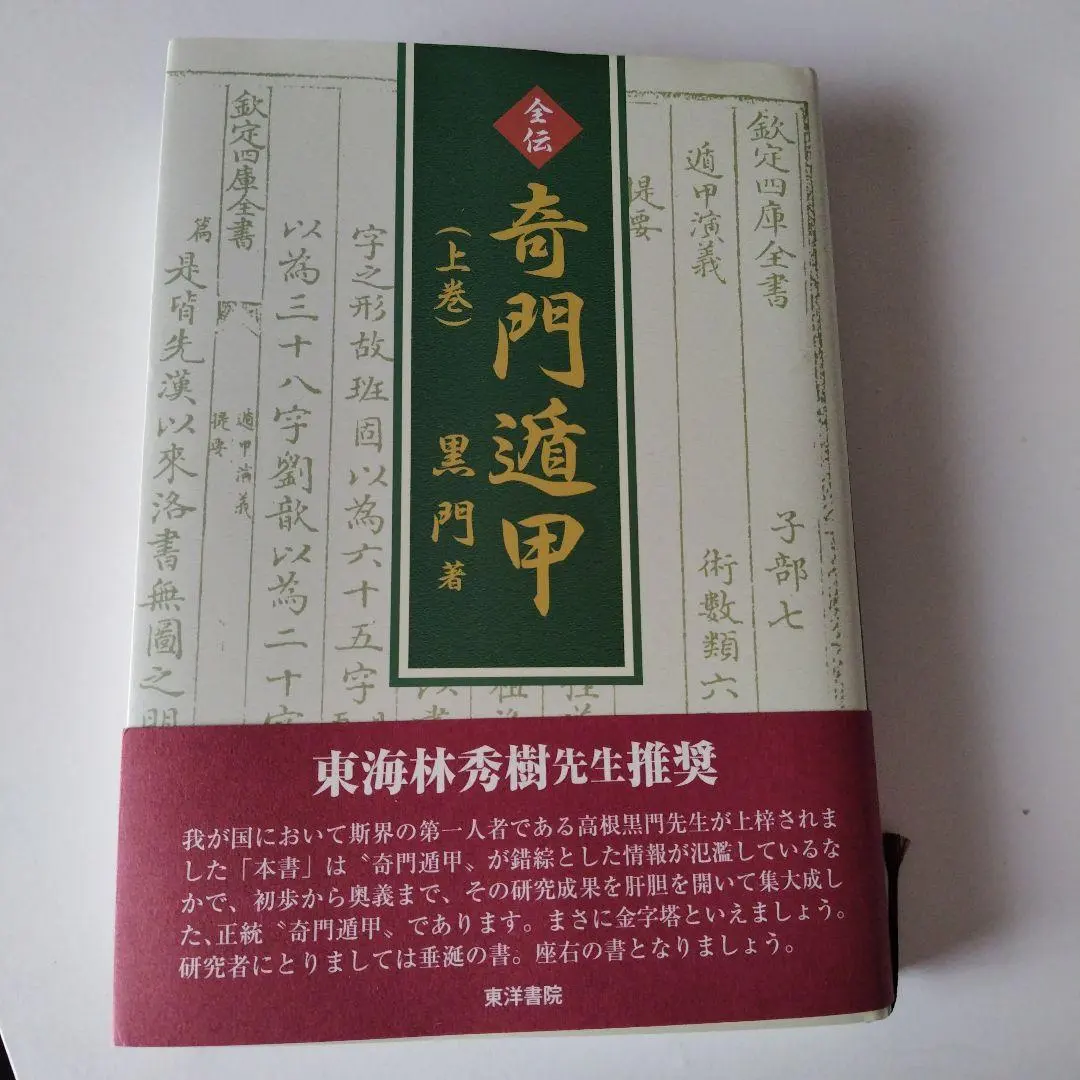 全伝
奇門遁甲
（上巻）
黒門 著
欽定四庫全書
子部七
遁甲演義
術數類六
提要
字之形故班固以為六十五字
以為三十八字劉歆以為二十字
欽定四庫全書
遁甲演義
提要
篇
是皆先漢以來洛書無圖之明
東海林秀樹先生推奨
我が国において斯界の第一人者である高根黒門先生が上梓されま
した「本書」は〝奇門遁甲〟が錯綜とした情報が氾濫しているな
かで、初歩から奥義まで、その研究成果を肝胆を開いて集大成し
た、正統〝奇門遁甲〟であります。まさに金字塔といえましょう。
研究者にとりましては垂涎の書。座右の書となりましょう。
東洋書院